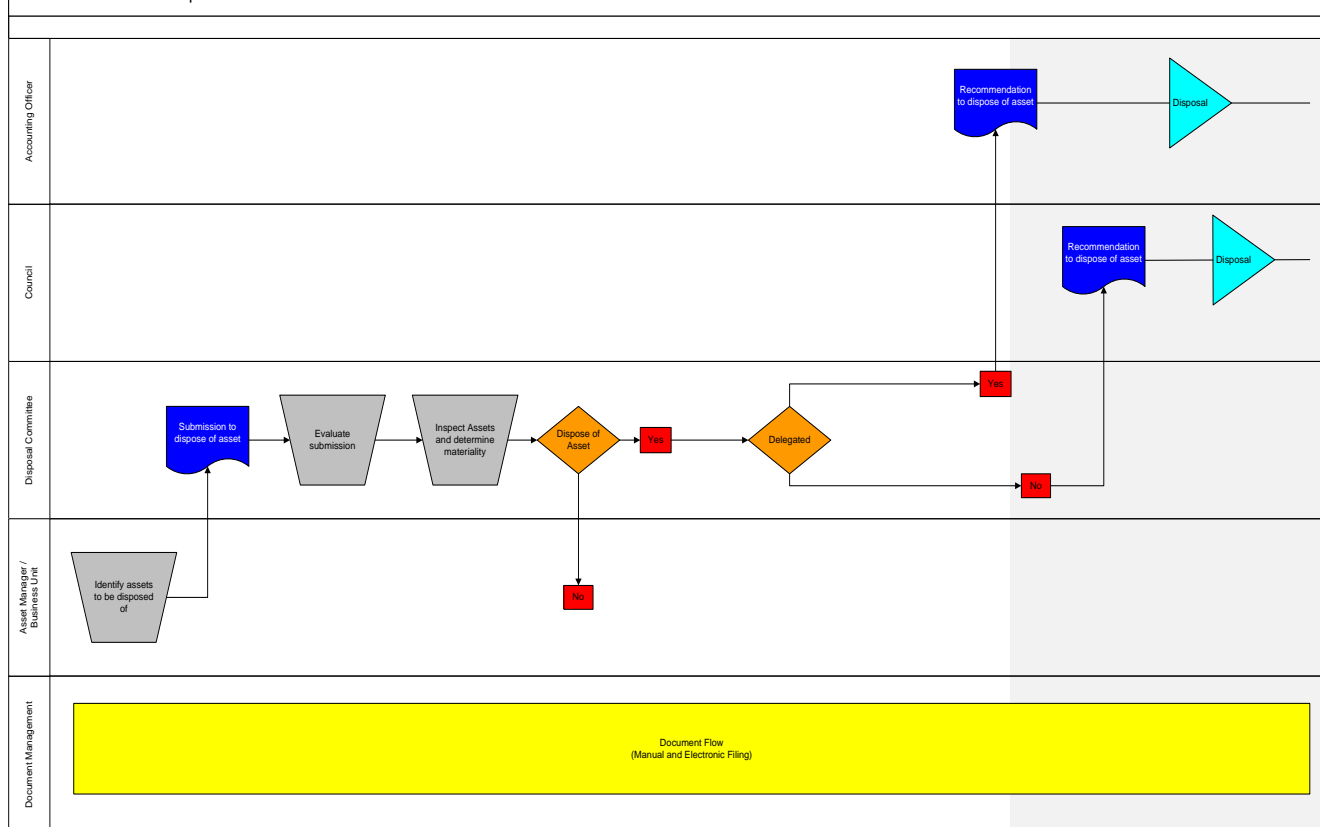 Accounting Officer
Recommendation
to dispose of asset
Disposal
Council
Recommendation
to dispose of asset
Disposal
Disposal Committee
Submission to
dispose of asset
Evaluate
submission
Inspect Assets
and determine
materiality
Dispose of
Asset
Yes
Delegated
Yes
No
Asset Manager /
Business Unit
Identify assets
to be disposed
of
No
Document Management
Document Flow
(Manual and Electronic Filing)